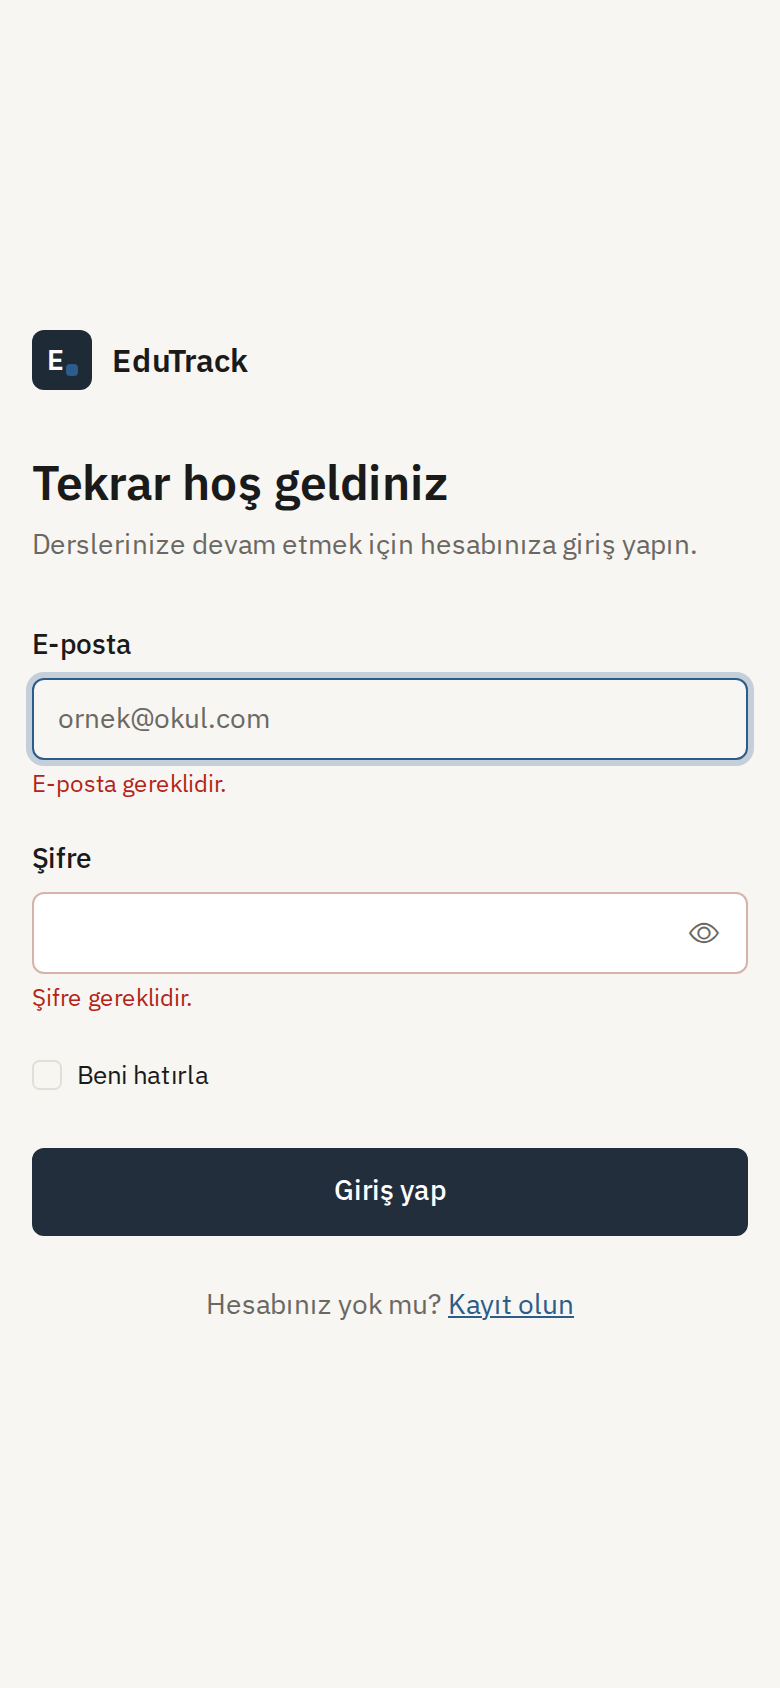 E.
EduTrack
Tekrar hoş geldiniz
Derslerinize devam etmek için hesabınıza giriş yapın.
E-posta
ornek@okul.com
E-posta gereklidir.
Şifre
Şifre gereklidir.
Beni hatırla
Giriş yap
Hesabınız yok mu? Kayıt olun